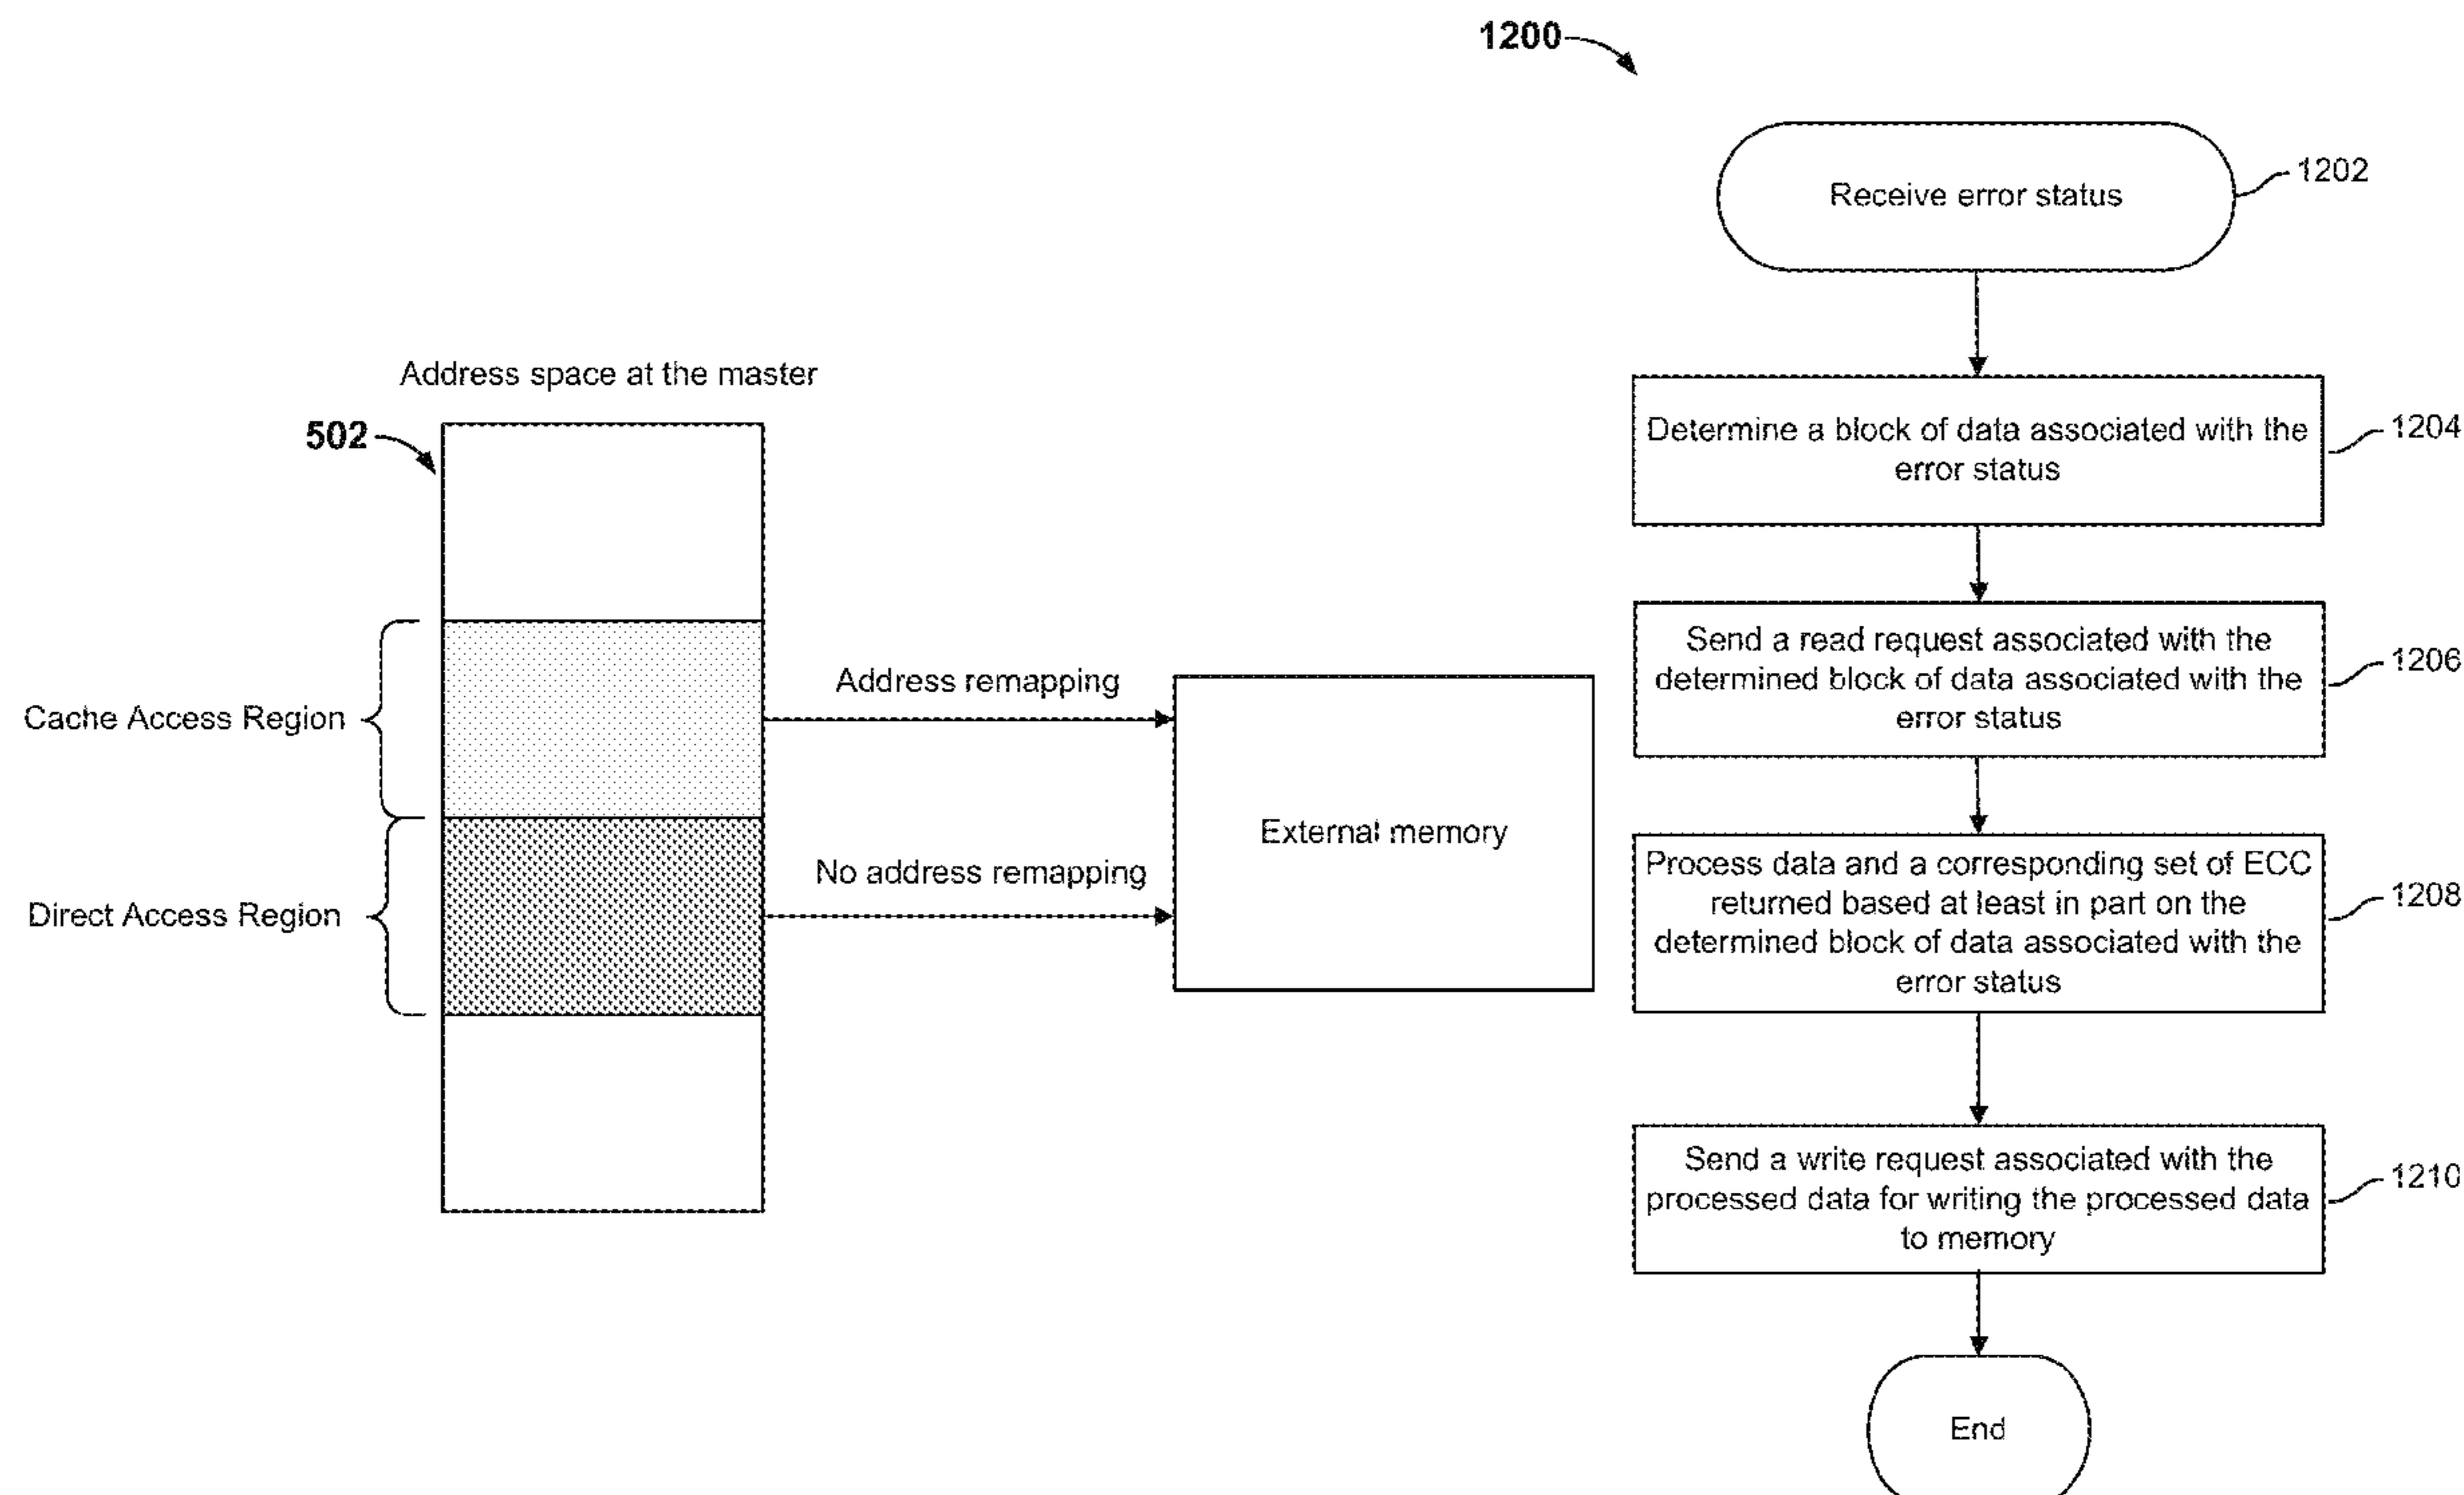 Address space at the master
502
Cache Access Region
Direct Access Region
Address remapping
No address remapping
External memory
1200
Receive error status
1202
Determine a block of data associated with the
error status
1204
Send a read request associated with the
determined block of data associated with the
error status
1206
Process data and a corresponding set of ECC
returned based at least in part on the
determined block of data associated with the
error status
1208
Send a write request associated with the
processed data for writing the processed data
to memory
1210
End